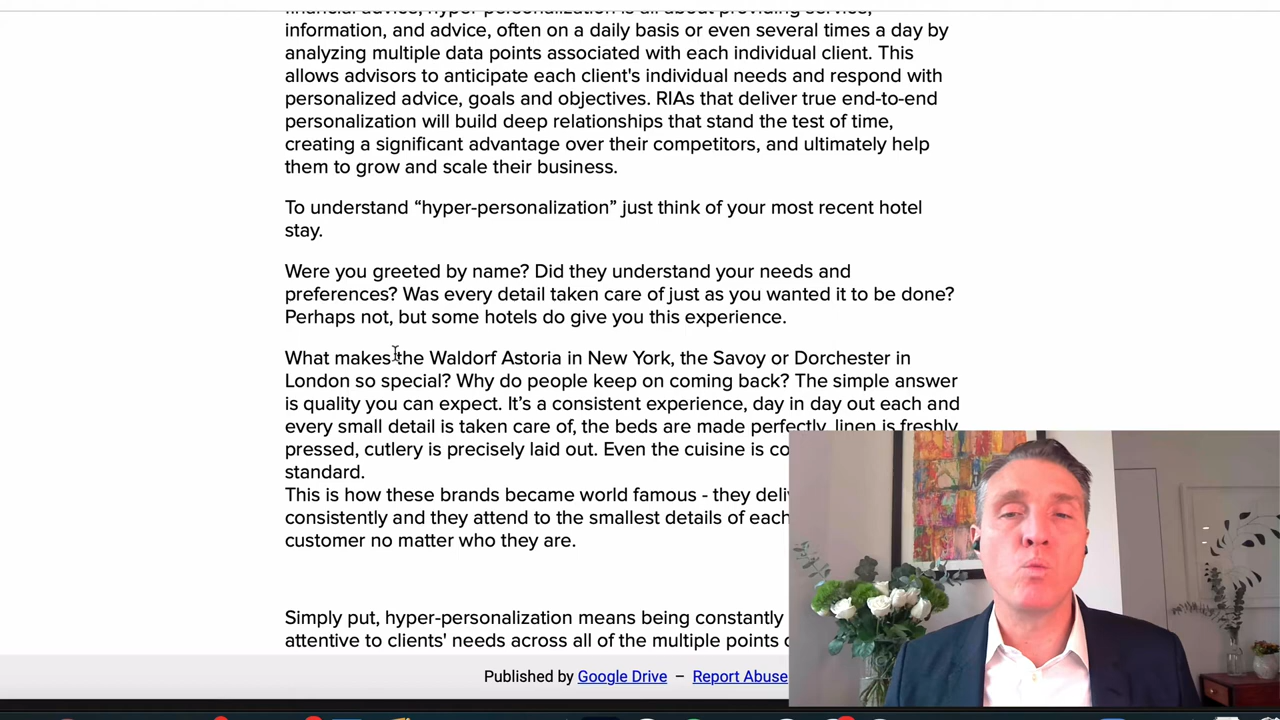 information, and advice, often on a daily basis or even several times a day by
analyzing multiple data points associated with each individual client. This
allows advisors to anticipate each client's individual needs and respond with
personalized advice, goals and objectives. RIAs that deliver true end-to-end
personalization will build deep relationships that stand the test of time,
creating a significant advantage over their competitors, and ultimately help
them to grow and scale their business.
To understand “hyper-personalization” just think of your most recent hotel
stay.
Were you greeted by name? Did they understand your needs and
preferences? Was every detail taken care of just as you wanted it to be done?
Perhaps not, but some hotels do give you this experience.
What makes the Waldorf Astoria in New York, the Savoy or Dorchester in
London so special? Why do people keep on coming back? The simple answer
is quality you can expect. It’s a consistent experience, day in day out each and
every small detail is taken care of, the beds are made perfectly, linen is freshly
pressed, cutlery is precisely laid out. Even the cuisine is
standard.
This is how these brands became world famous - they
consistently and they attend to the smallest details of each
customer no matter who they are.
Simply put, hyper-personalization means being constantly
attentive to clients' needs across all of the multiple points
Published by Google Drive – Report Abuse